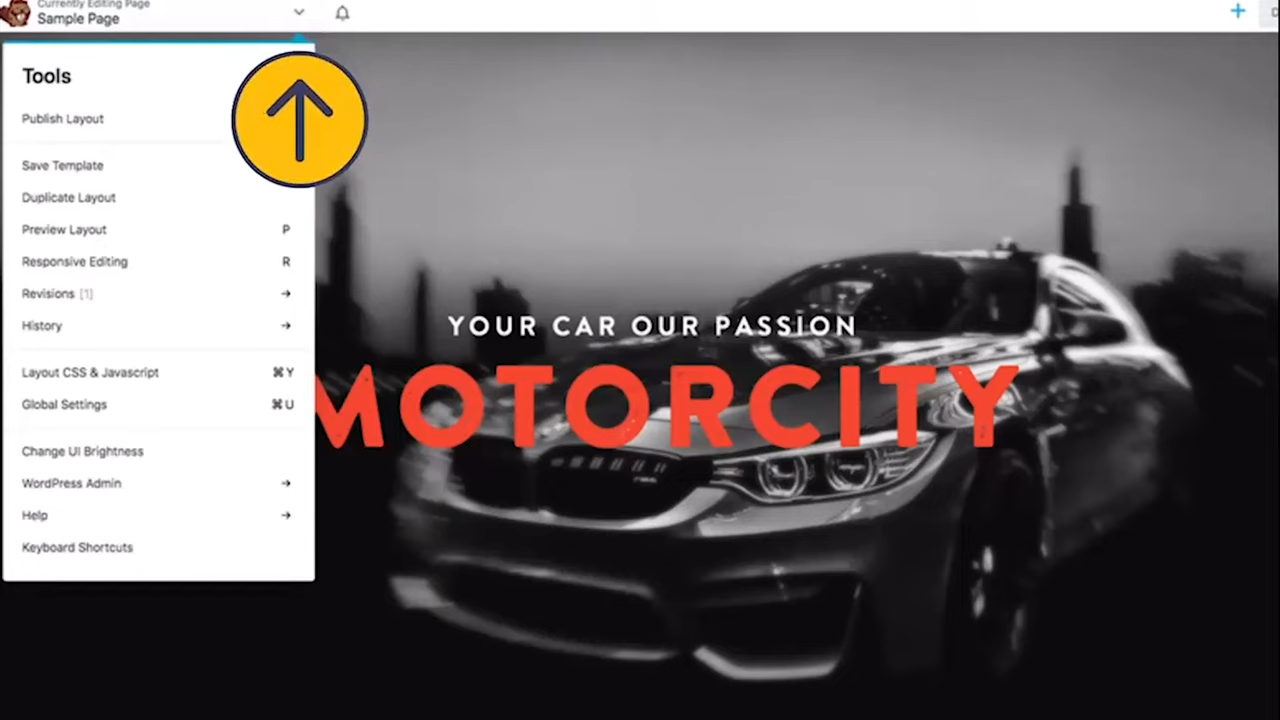 Currently Editing Page
Sample Page
Tools
Publish Layout
Save Template
Duplicate Layout
Preview Layout P
Responsive Editing R
Revisions [1] →
History →
Layout CSS & Javascript ⌘ Y
Global Settings ⌘ U
Change UI Brightness
WordPress Admin →
Help →
Keyboard Shortcuts
YOUR CAR OUR PASSION
MOTORCITY